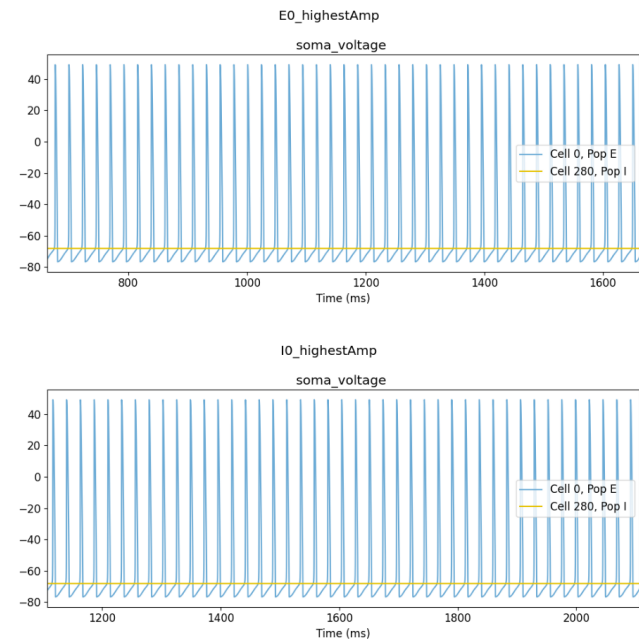 E0_highestAmp
soma_voltage
40
20
0
−20
−40
−60
−80
Cell 0, Pop E
Cell 280, Pop I
800
1000
1200
1400
1600
Time (ms)
I0_highestAmp
soma_voltage
40
20
0
−20
−40
−60
−80
Cell 0, Pop E
Cell 280, Pop I
1200
1400
1600
1800
2000
Time (ms)